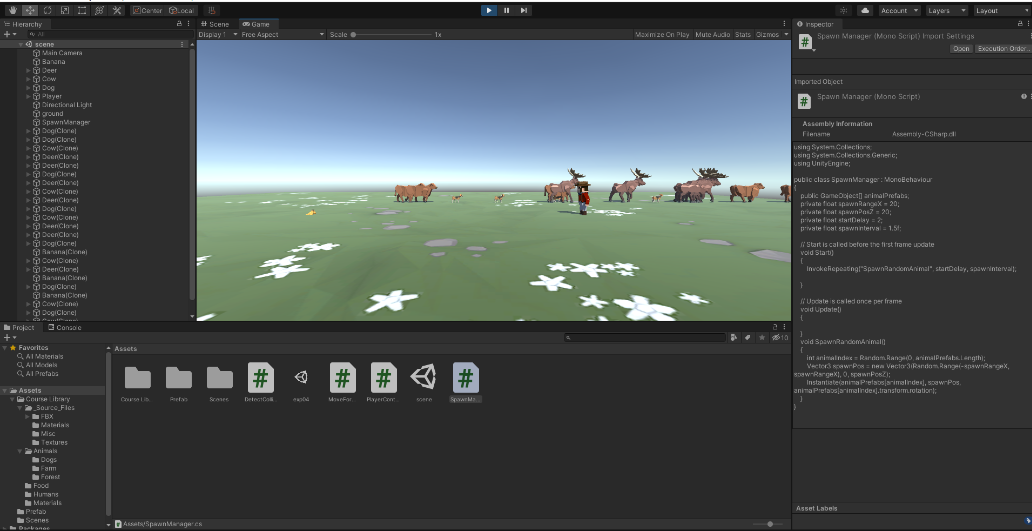 Center Local
Account Layers Layout
Hierarchy
All
scene
Main Camera
Banana
Deer
Cow
Dog
Player
Directional Light
ground
SpawnManager
Dog(Clone)
Dog(Clone)
Cow(Clone)
Deer(Clone)
Deer(Clone)
Dog(Clone)
Deer(Clone)
Cow(Clone)
Deer(Clone)
Dog(Clone)
Cow(Clone)
Deer(Clone)
Deer(Clone)
Dog(Clone)
Banana(Clone)
Cow(Clone)
Deer(Clone)
Banana(Clone)
Dog(Clone)
Banana(Clone)
Cow(Clone)
Dog(Clone)
Scene Game
Display 1 Free Aspect Scale 1x Maximize On Play Mute Audio Stats Gizmos
Inspector
Spawn Manager (Mono Script) Import Settings
Open Execution Order...
Imported Object
Spawn Manager (Mono Script)
Assembly Information
Filename Assembly-CSharp.dll
using System.Collections;
using System.Collections.Generic;
using UnityEngine;
public class SpawnManager : MonoBehaviour
{
public GameObject[] animalPrefabs;
private float spawnRangeX = 20;
private float spawnPosZ = 20;
private float startDelay = 2;
private float spawnInterval = 1.5f;
// Start is called before the first frame update
void Start()
{
InvokeRepeating("SpawnRandomAnimal", startDelay, spawnInterval);
}
// Update is called once per frame
void Update()
{
}
void SpawnRandomAnimal()
{
int animalIndex = Random.Range(0, animalPrefabs.Length);
Vector3 spawnPos = new Vector3(Random.Range(-spawnRangeX,
spawnRangeX), 0, spawnPosZ);
Instantiate(animalPrefabs[animalIndex], spawnPos,
animalPrefabs[animalIndex].transform.rotation);
}
}
Asset Labels
Project Console
10
Favorites
All Materials
All Models
All Prefabs
Assets
Course Library
_Source_Files
FBX
Materials
Misc
Textures
Animals
Dogs
Farm
Forest
Food
Humans
Materials
Prefab
Scenes
Packages
Assets
Course Lib... Prefab Scenes DetectColli... exp04 MoveFor... PlayerCont... scene SpawnMa...
Assets/SpawnManager.cs